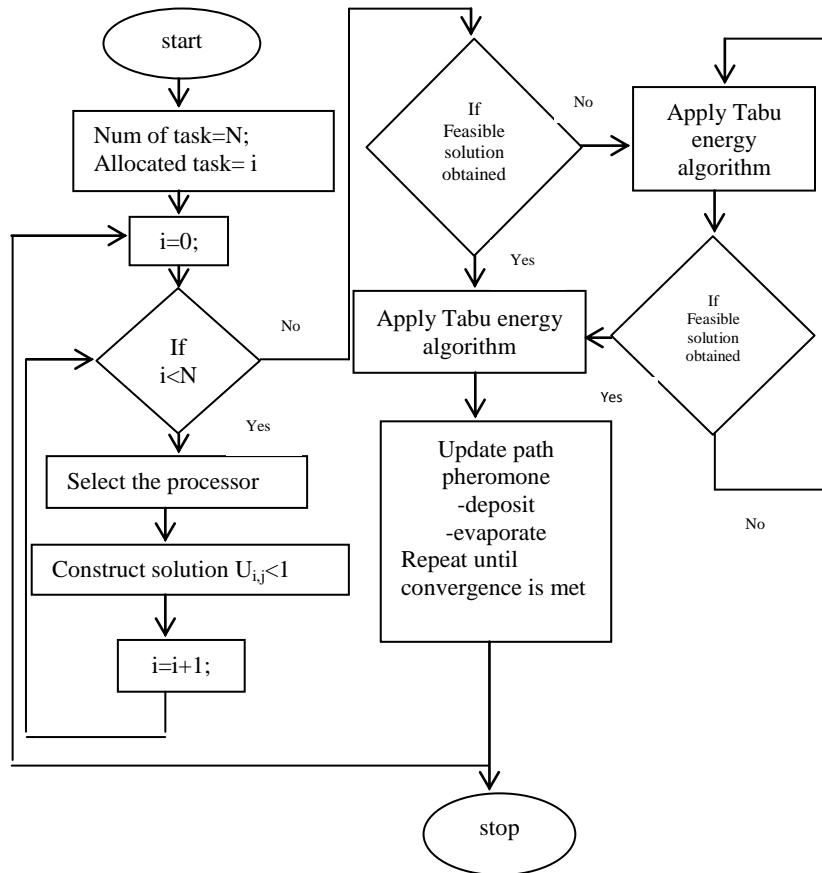 start
Num of task=N;
Allocated task= i
i=0;
If
i<N
No
Yes
Select the processor
Construct solution Ui,j<1
i=i+1;
If
Feasible
solution
obtained
No
Yes
Apply Tabu
energy
algorithm
If
Feasible
solution
obtained
Yes
No
Apply Tabu energy
algorithm
Update path
pheromone
-deposit
-evaporate
Repeat until
convergence is met
stop